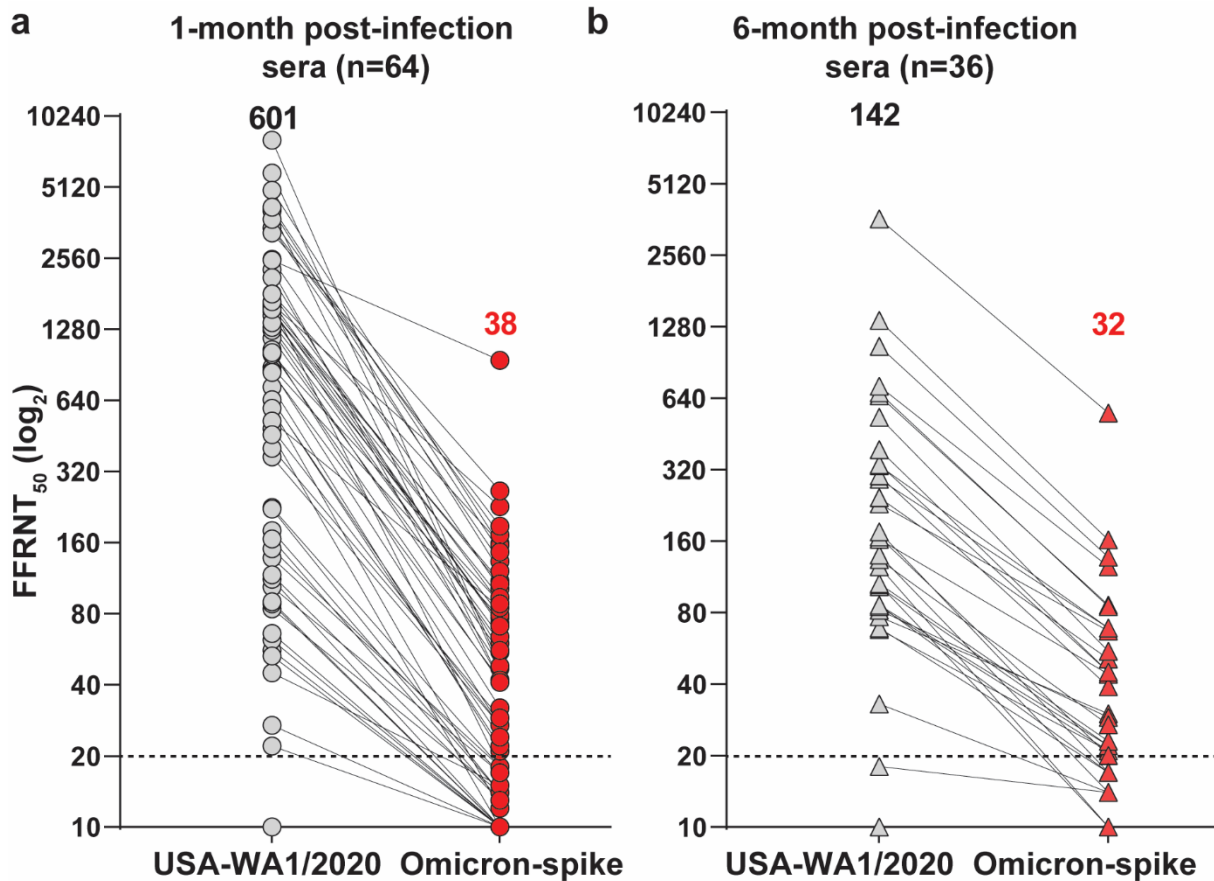 a
1-month post-infection
sera (n=64)
601
38
10240
5120
2560
1280
640
320
160
80
40
20
10
FFRNT50 (log2)
USA-WA1/2020 Omicron-spike
b
6-month post-infection
sera (n=36)
142
32
10240
5120
2560
1280
640
320
160
80
40
20
10
USA-WA1/2020 Omicron-spike